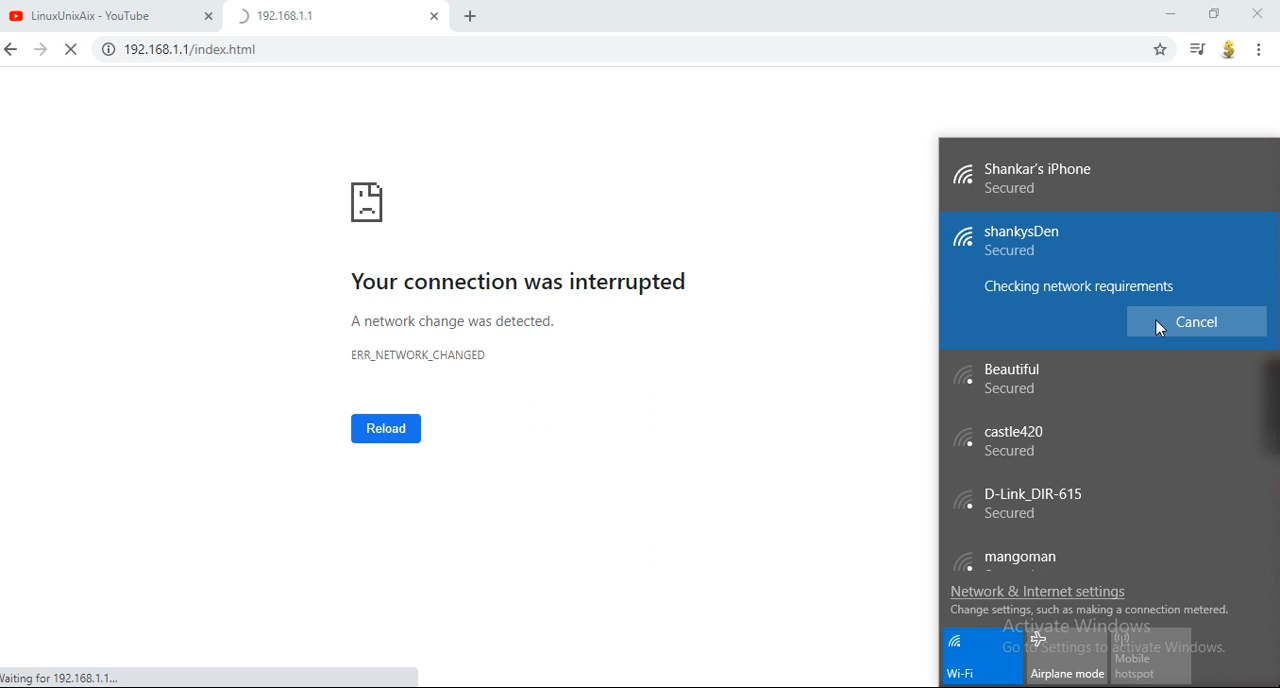 LinuxUnixAix - YouTube
192.168.1.1
192.168.1.1/index.html
Your connection was interrupted
A network change was detected.
ERR_NETWORK_CHANGED
Reload
Shankar's iPhone
Secured
shankysDen
Secured
Checking network requirements
Cancel
Beautiful
Secured
castle420
Secured
D-Link_DIR-615
Secured
mangoman
Network & Internet settings
Change settings, such as making a connection metered.
Activate Windows
Go to Settings to activate Windows.
Wi-Fi
Airplane mode
Mobile
hotspot
Waiting for 192.168.1.1...